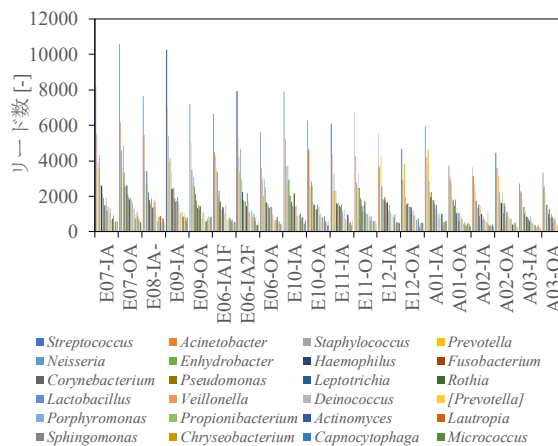 12000
10000
8000
6000
4000
2000
0
リード数 [-]
E07-IA
E07-OA
E08-IA-
E09-IA
E09-OA
E06-IA1F
E06-IA2F
E06-OA
E10-IA
E10-OA
E11-IA
E11-OA
E12-IA
E12-OA
A01-IA
A01-OA
A02-IA
A02-OA
A03-IA
A03-OA
Streptococcus Acinetobacter Staphylococcus Prevotella
Neisseria Enhydrobacter Haemophilus Fusobacterium
Corynebacterium Pseudomonas Leptotrichia Rothia
Lactobacillus Veillonella Deinococcus [Prevotella]
Porphyromonas Propionibacterium Actinomyces Lautropia
Sphingomonas Chryseobacterium Capnocytophaga Micrococcus